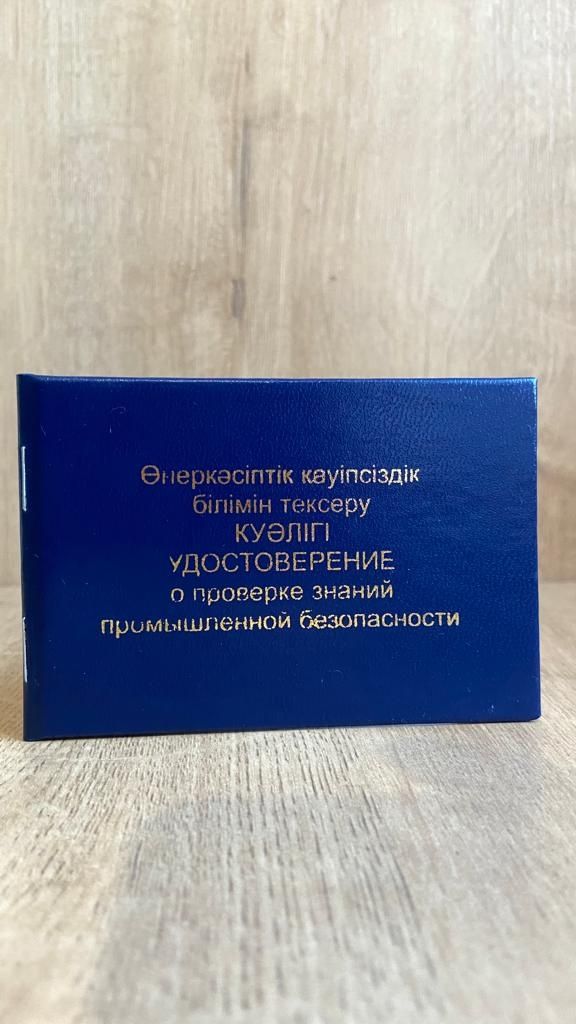 Өнеркәсіптік қауіпсіздік
білімін тексеру
КУӘЛІГІ
УДОСТОВЕРЕНИЕ
о проверке знаний
промышленной безопасности